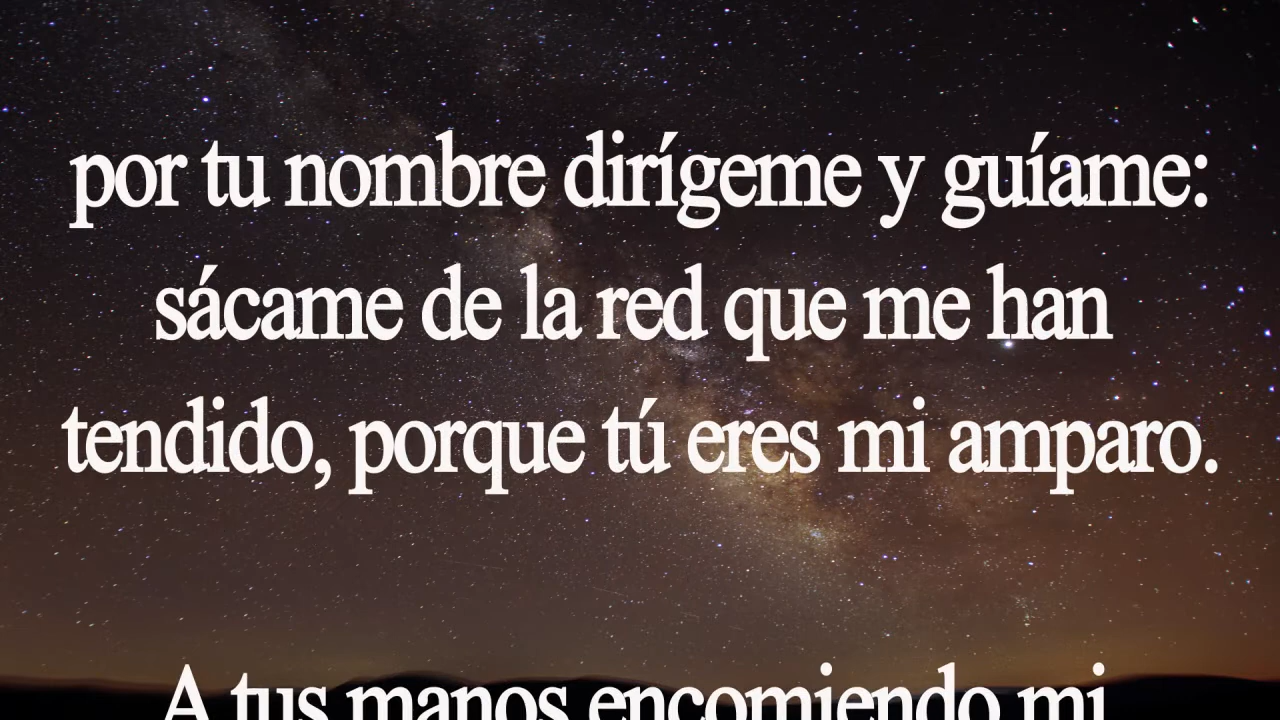 por tu nombre dirígeme y guíame:
sácame de la red que me han
tendido, porque tú eres mi amparo.
A tus manos encomiendo mi